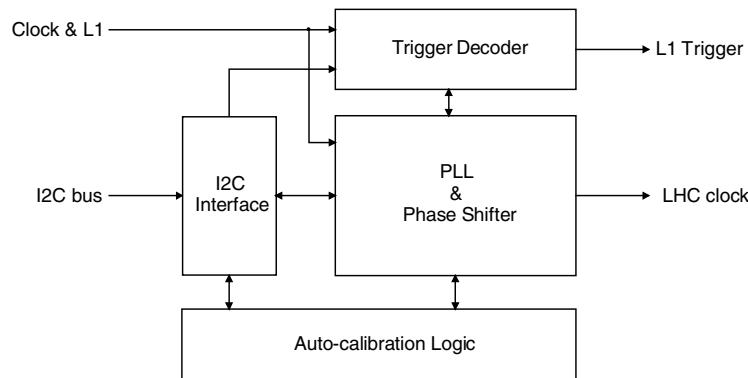 Clock & L1
Trigger Decoder
L1 Trigger
I2C bus
I2C
Interface
PLL
&
Phase Shifter
LHC clock
Auto-calibration Logic